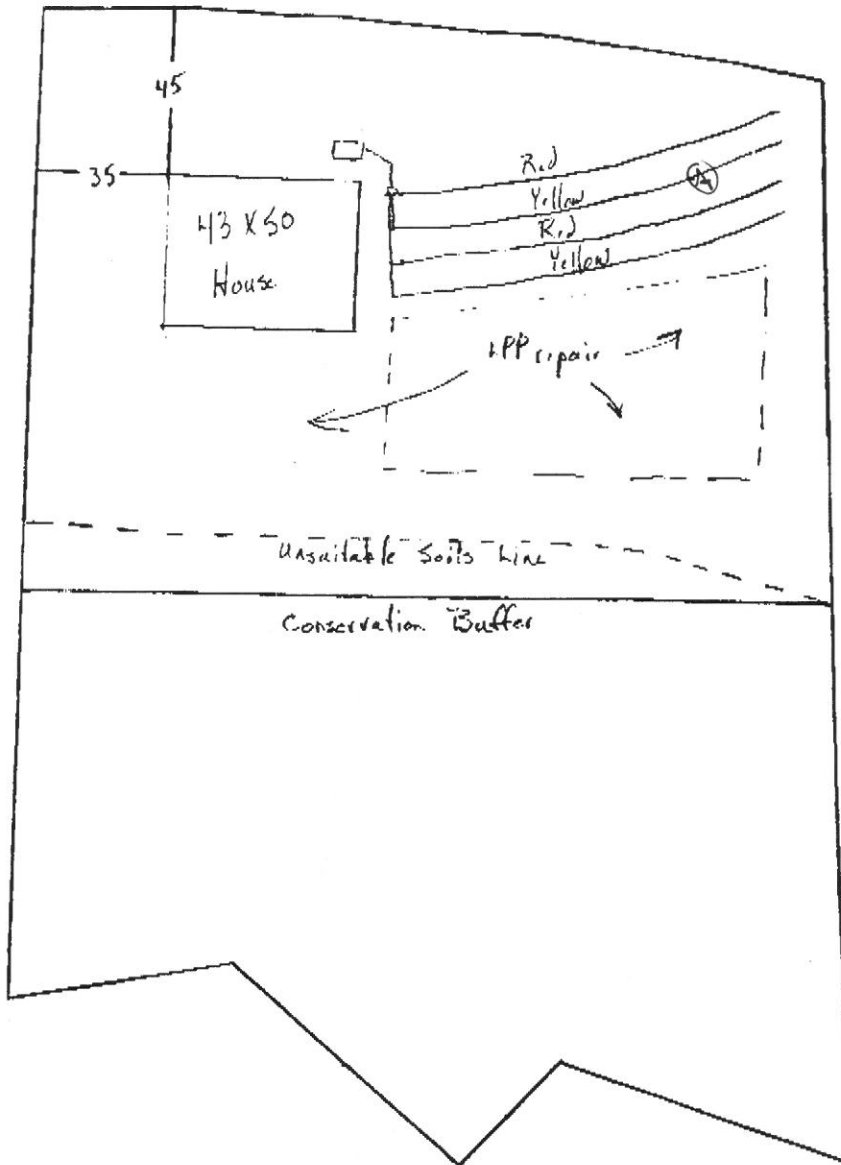 45
35
43 X 50
House
Red
Yellow
Red
Yellow
LPP repair
Unsuitable Soils Line
Conservation Buffer